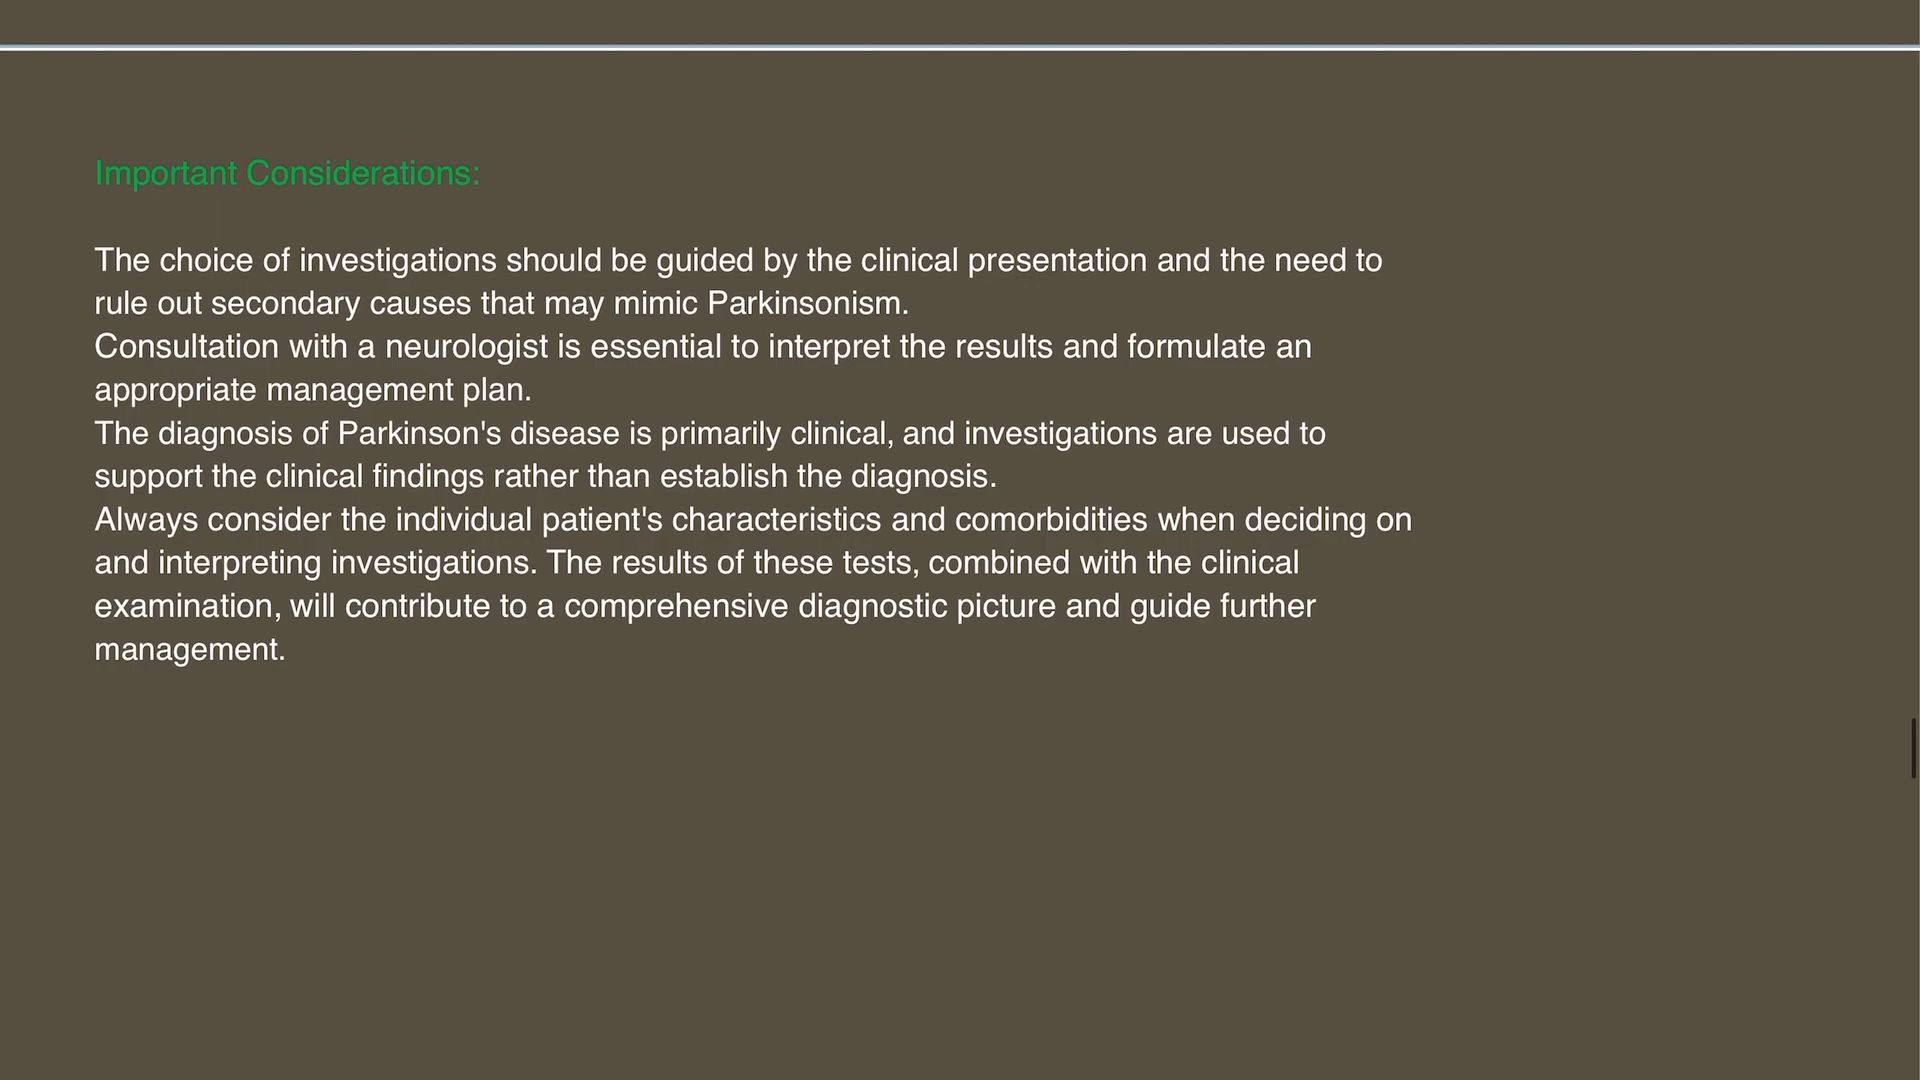 Important Considerations:
The choice of investigations should be guided by the clinical presentation and the need to
rule out secondary causes that may mimic Parkinsonism.
Consultation with a neurologist is essential to interpret the results and formulate an
appropriate management plan.
The diagnosis of Parkinson's disease is primarily clinical, and investigations are used to
support the clinical findings rather than establish the diagnosis.
Always consider the individual patient's characteristics and comorbidities when deciding on
and interpreting investigations. The results of these tests, combined with the clinical
examination, will contribute to a comprehensive diagnostic picture and guide further
management.